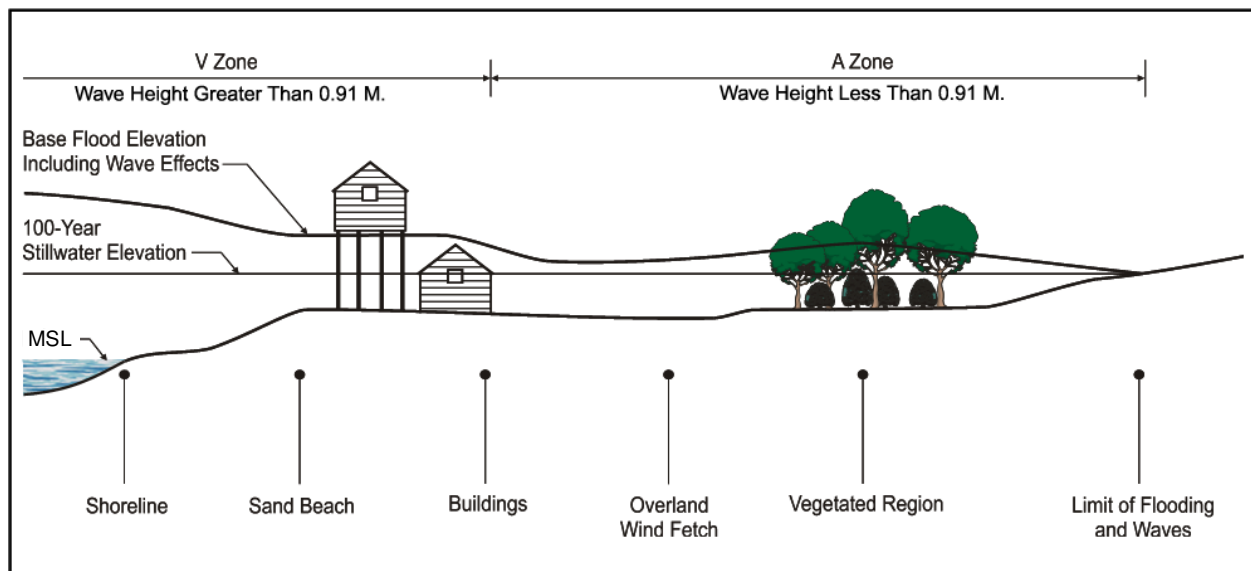 V Zone
Wave Height Greater Than 0.91 M.
A Zone
Wave Height Less Than 0.91 M.
Base Flood Elevation
Including Wave Effects
100-Year
Stillwater Elevation
MSL
Shoreline
Sand Beach
Buildings
Overland
Wind Fetch
Vegetated Region
Limit of Flooding
and Waves